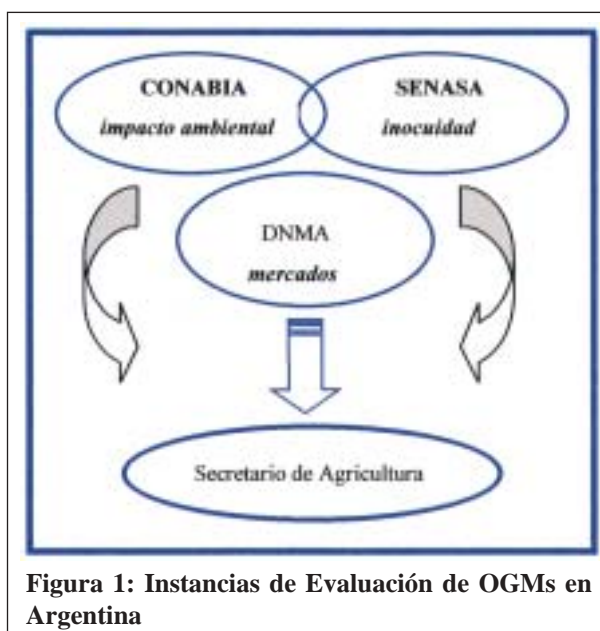 CONABIA
impacto ambiental
SENASA
inocuidad
DNMA
mercados
Secretario de Agricultura
Figura 1: Instancias de Evaluación de OGMs en
Argentina